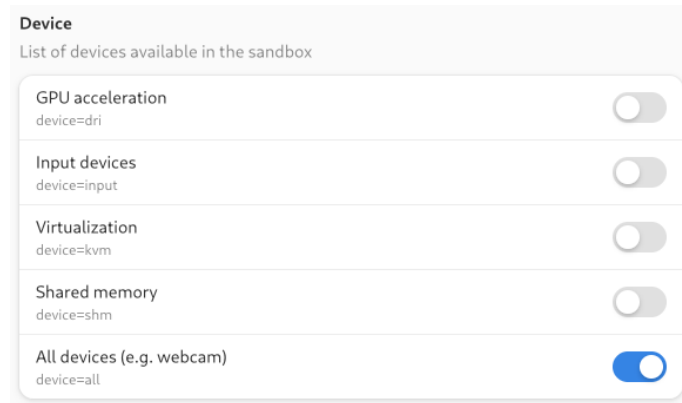 Device
List of devices available in the sandbox
GPU acceleration
device=dri
Input devices
device=input
Virtualization
device=kvm
Shared memory
device=shm
All devices (e.g. webcam)
device=all